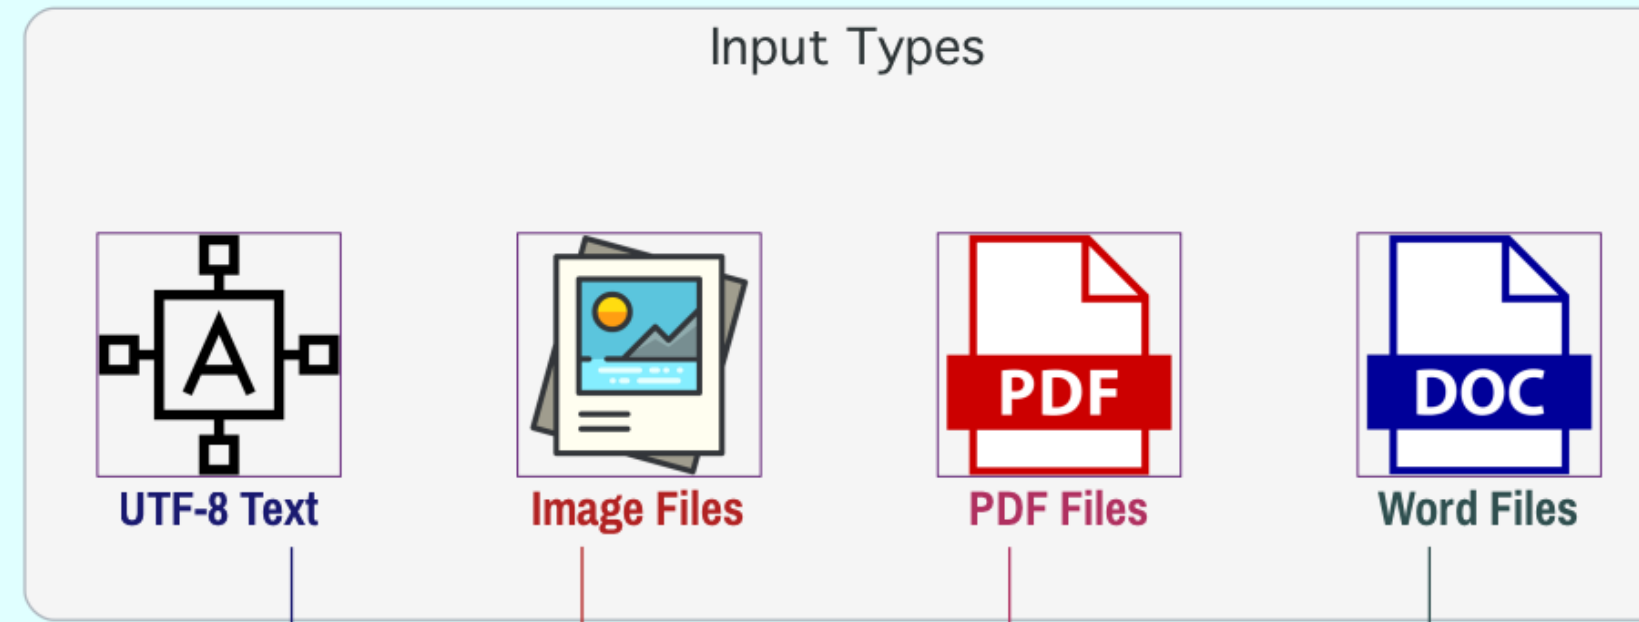 Input Types
A
PDF
DOC
UTF-8 Text
Image Files
PDF Files
Word Files